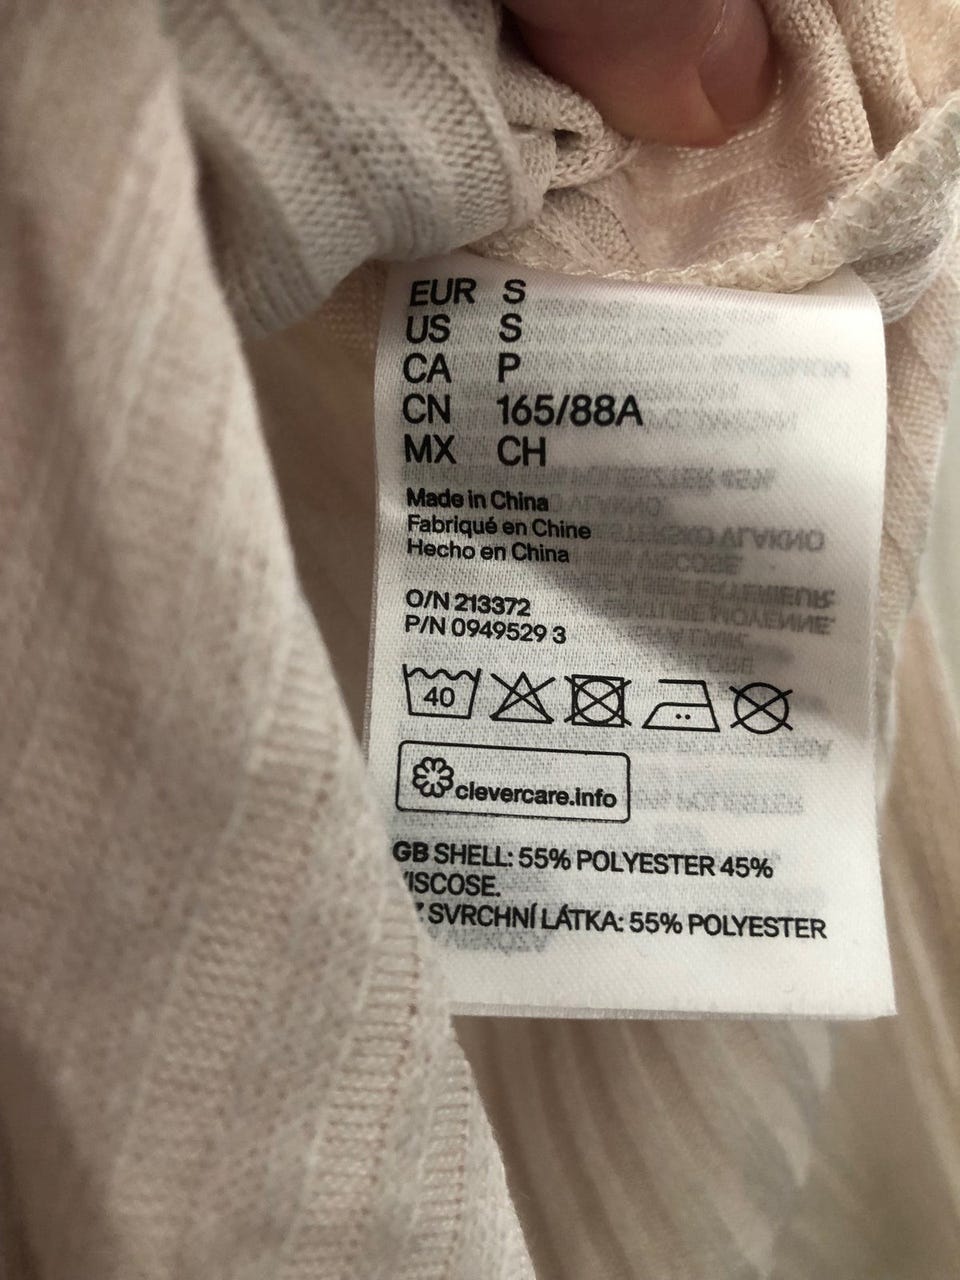 EUR S
US S
CA P
CN 165/88A
MX CH
Made in China
Fabriqué en Chine
Hecho en China
O/N 213372
P/N 0949529 3
40
clevercare.info
GB SHELL: 55% POLYESTER 45%
VISCOSE.
SVRCHNÍ LÁTKA: 55% POLYESTER